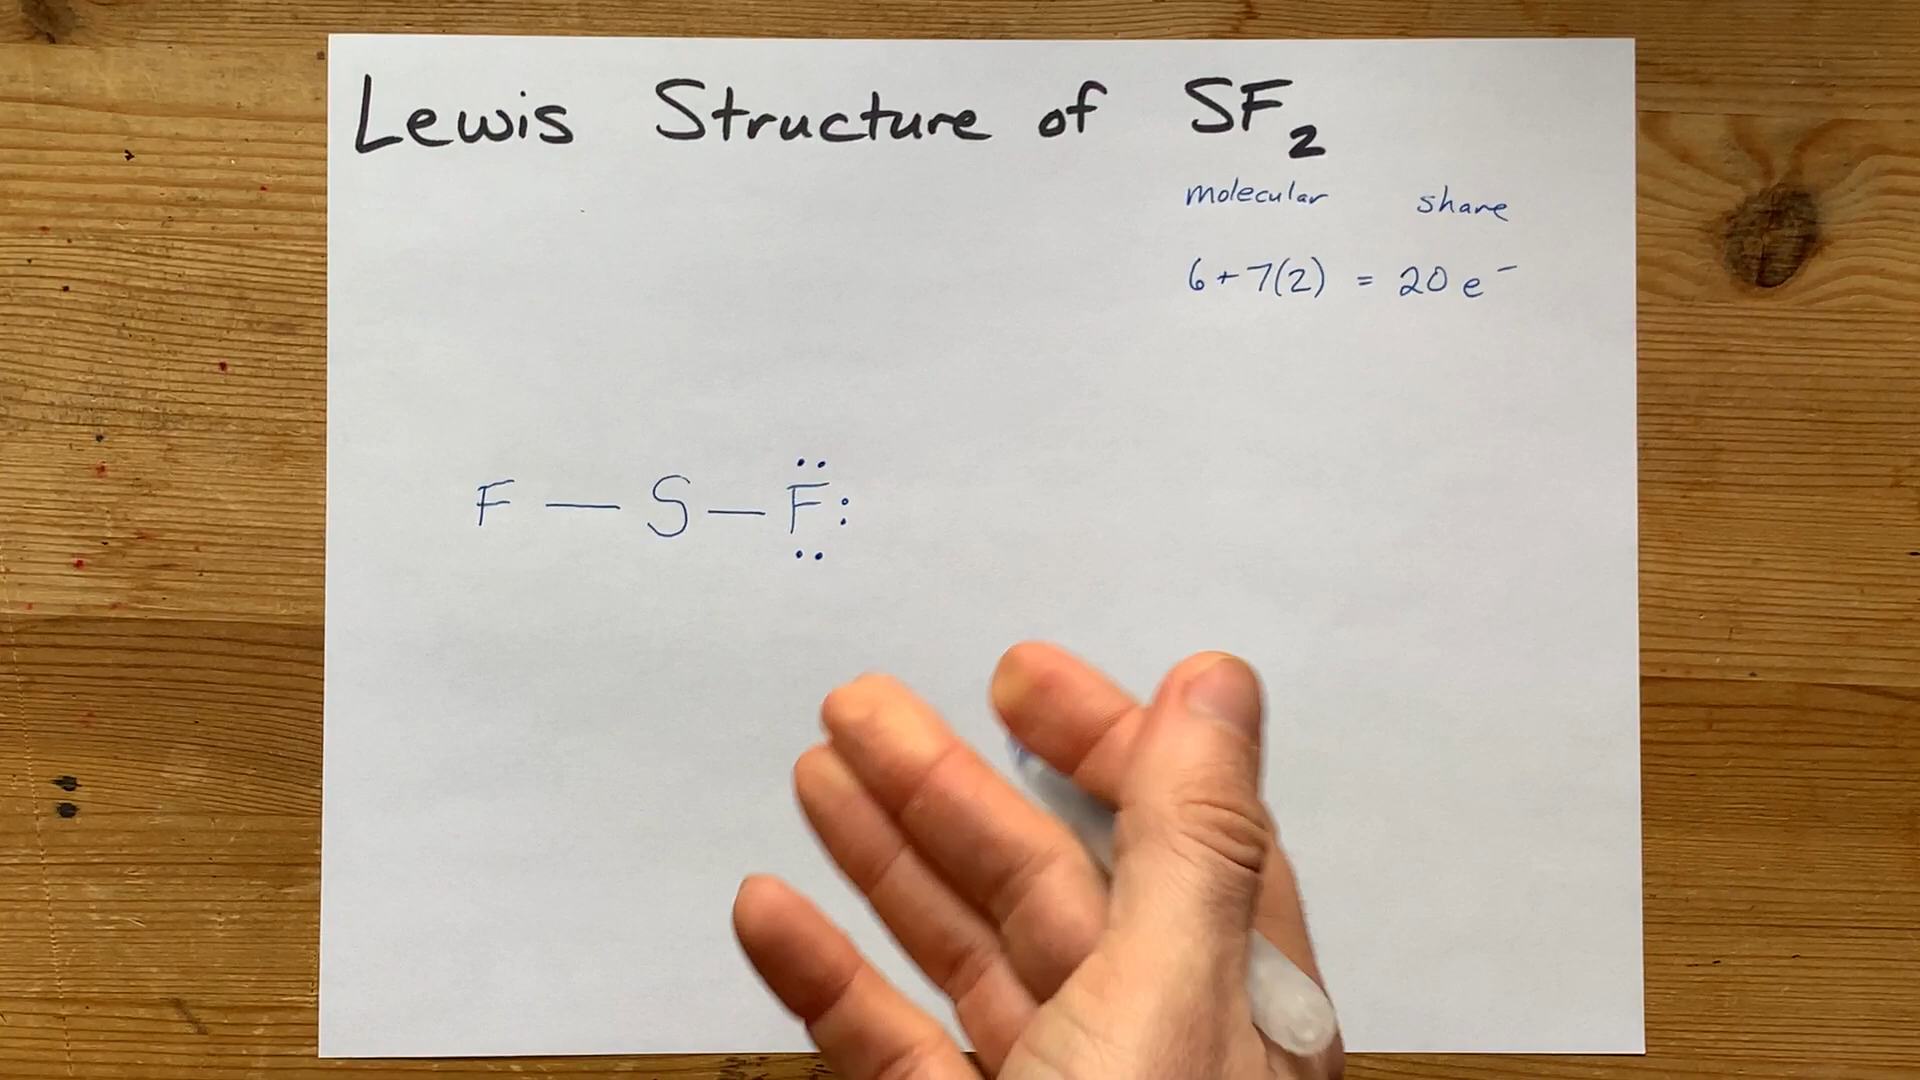 Lewis Structure of SF₂
molecular share
6+7(2) = 20 e⁻
F — S — F: